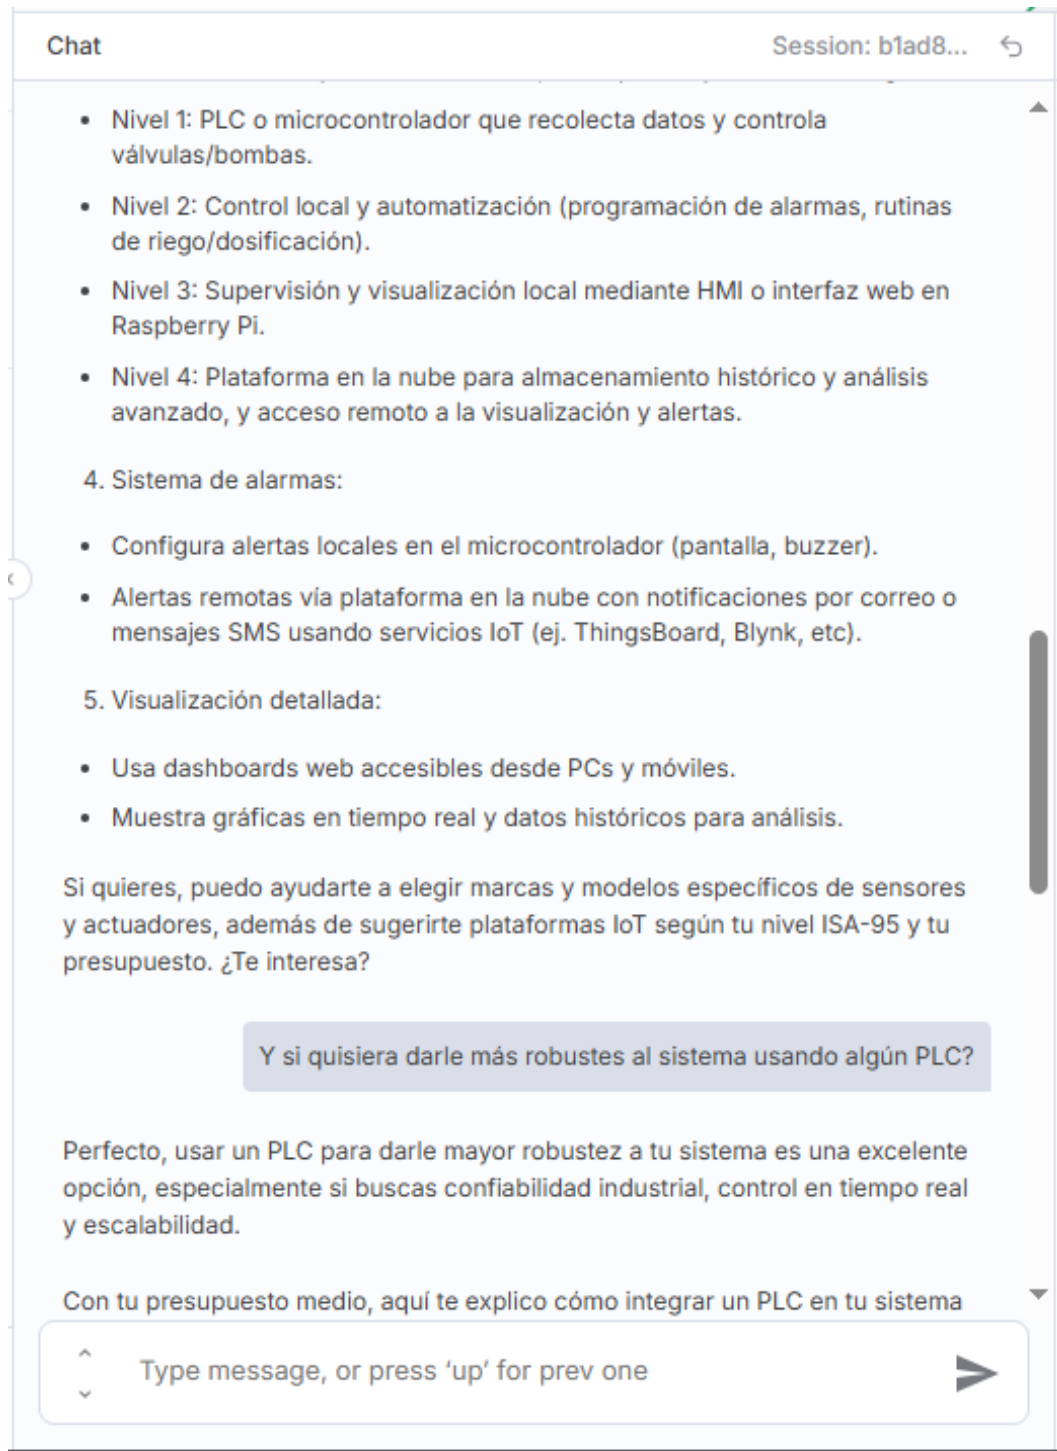 Chat
Session: b1ad8...
• Nivel 1: PLC o microcontrolador que recolecta datos y controla
válvulas/bombas.
• Nivel 2: Control local y automatización (programación de alarmas, rutinas
de riego/dosificación).
• Nivel 3: Supervisión y visualización local mediante HMI o interfaz web en
Raspberry Pi.
• Nivel 4: Plataforma en la nube para almacenamiento histórico y análisis
avanzado, y acceso remoto a la visualización y alertas.
4. Sistema de alarmas:
• Configura alertas locales en el microcontrolador (pantalla, buzzer).
• Alertas remotas vía plataforma en la nube con notificaciones por correo o
mensajes SMS usando servicios IoT (ej. ThingsBoard, Blynk, etc).
5. Visualización detallada:
• Usa dashboards web accesibles desde PCs y móviles.
• Muestra gráficas en tiempo real y datos históricos para análisis.
Si quieres, puedo ayudarte a elegir marcas y modelos específicos de sensores
y actuadores, además de sugerirte plataformas IoT según tu nivel ISA-95 y tu
presupuesto. ¿Te interesa?
Y si quisiera darle más robustes al sistema usando algún PLC?
Perfecto, usar un PLC para darle mayor robustez a tu sistema es una excelente
opción, especialmente si buscas confiabilidad industrial, control en tiempo real
y escalabilidad.
Con tu presupuesto medio, aquí te explico cómo integrar un PLC en tu sistema
Type message, or press ‘up’ for prev one